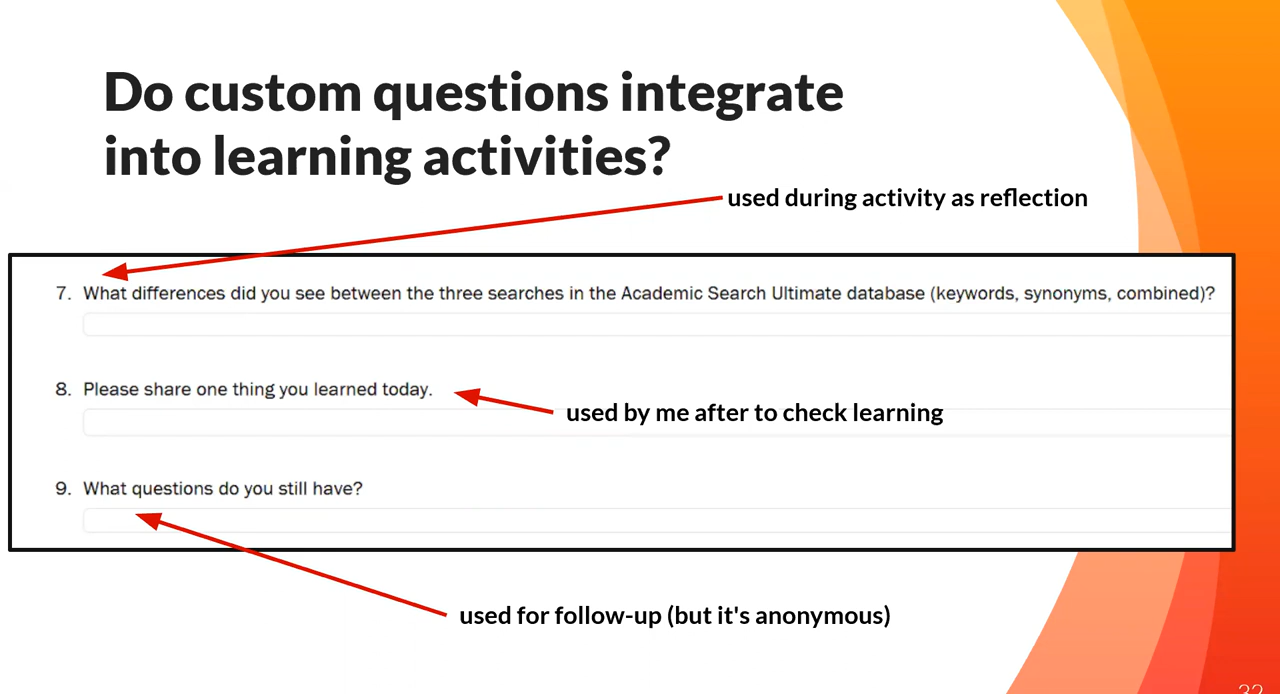 Do custom questions integrate
into learning activities?
used during activity as reflection
7. What differences did you see between the three searches in the Academic Search Ultimate database (keywords, synonyms, combined)?
8. Please share one thing you learned today.
used by me after to check learning
9. What questions do you still have?
used for follow-up (but it's anonymous)
32